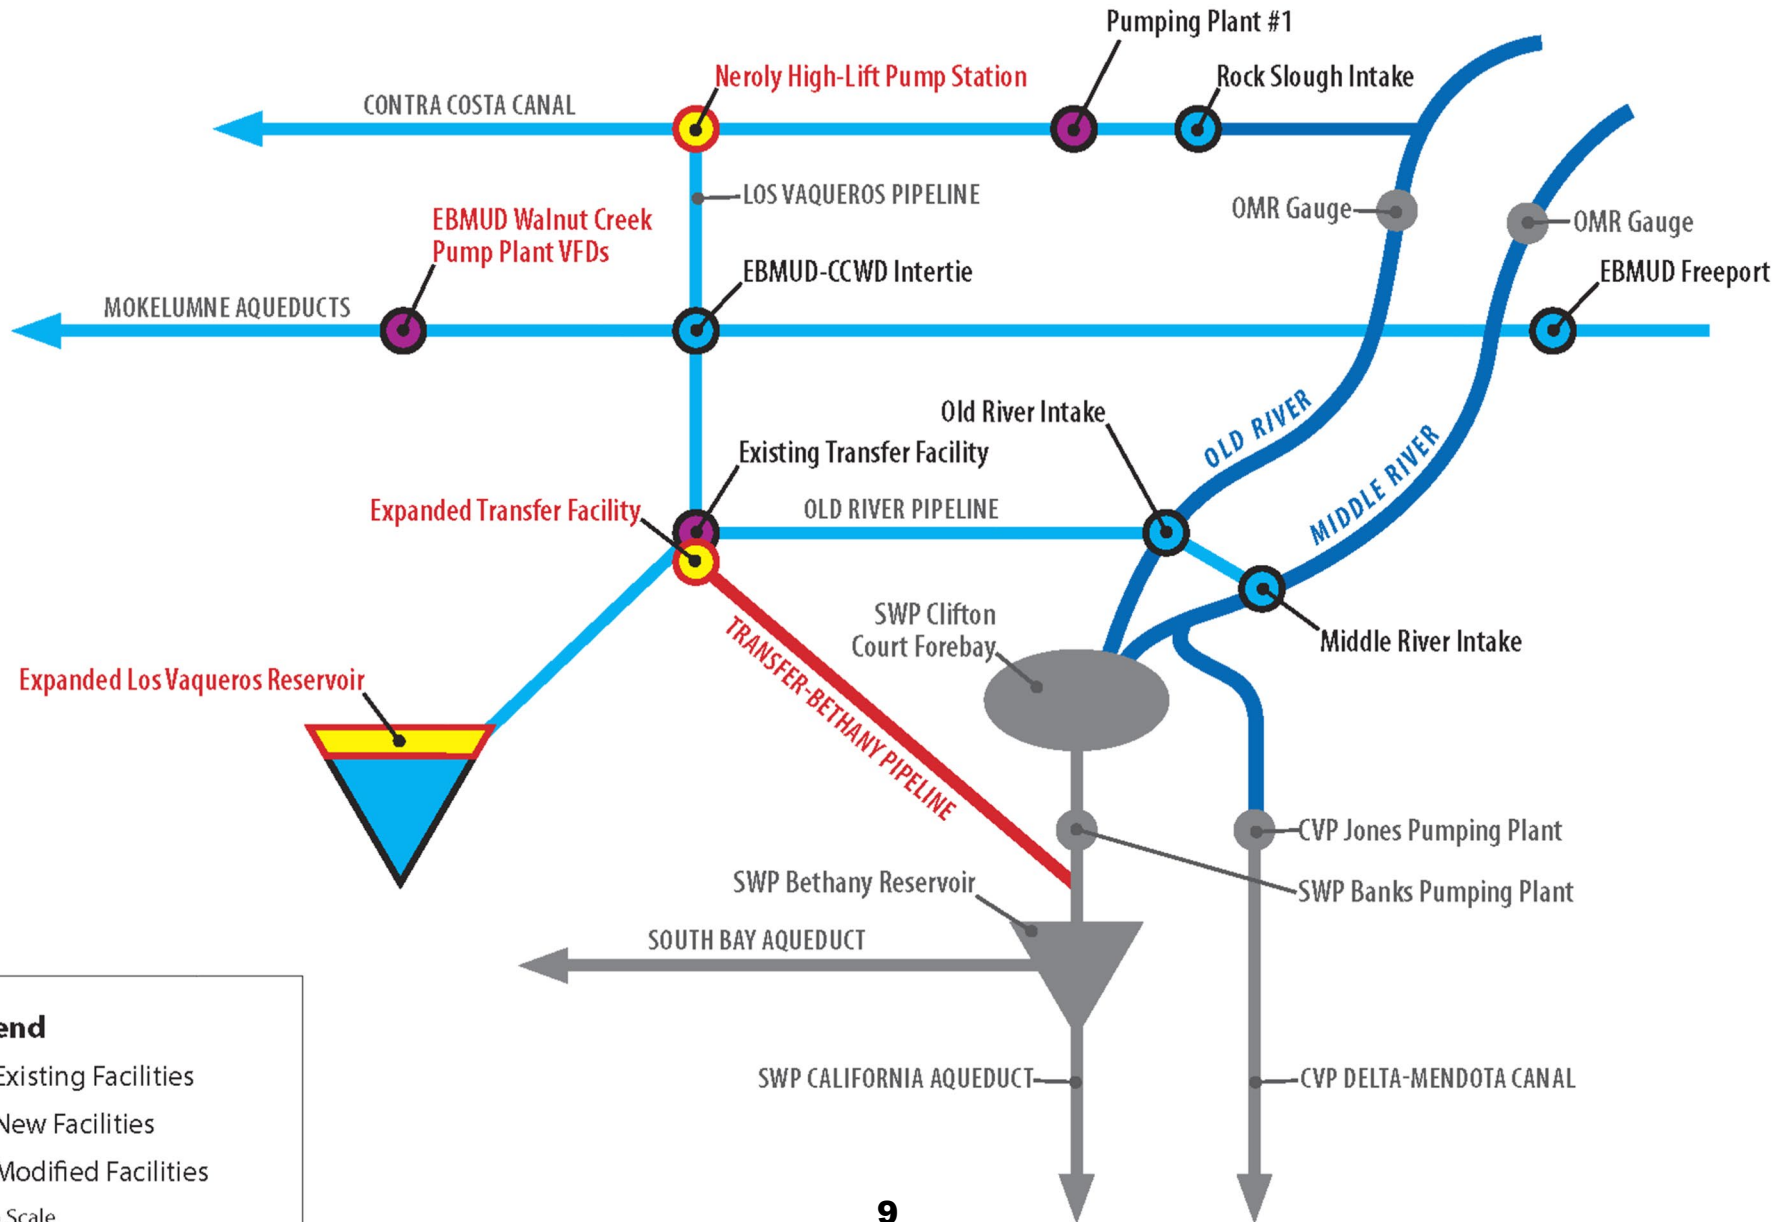 Pumping Plant #1
Neroly High-Lift Pump Station
Rock Slough Intake
CONTRA COSTA CANAL
LOS VAQUEROS PIPELINE
OMR Gauge
OMR Gauge
EBMUD Walnut Creek
Pump Plant VFDs
EBMUD-CCWD Intertie
EBMUD Freeport
MOKELUMNE AQUEDUCTS
Old River Intake
OLD RIVER
MIDDLE RIVER
Existing Transfer Facility
Expanded Transfer Facility
OLD RIVER PIPELINE
SWP Clifton
Court Forebay
Middle River Intake
TRANSFER-BETHANY PIPELINE
Expanded Los Vaqueros Reservoir
CVP Jones Pumping Plant
SWP Bethany Reservoir
SWP Banks Pumping Plant
SOUTH BAY AQUEDUCT
SWP CALIFORNIA AQUEDUCT
CVP DELTA-MENDOTA CANAL
end
Existing Facilities
New Facilities
Modified Facilities
Scale
9